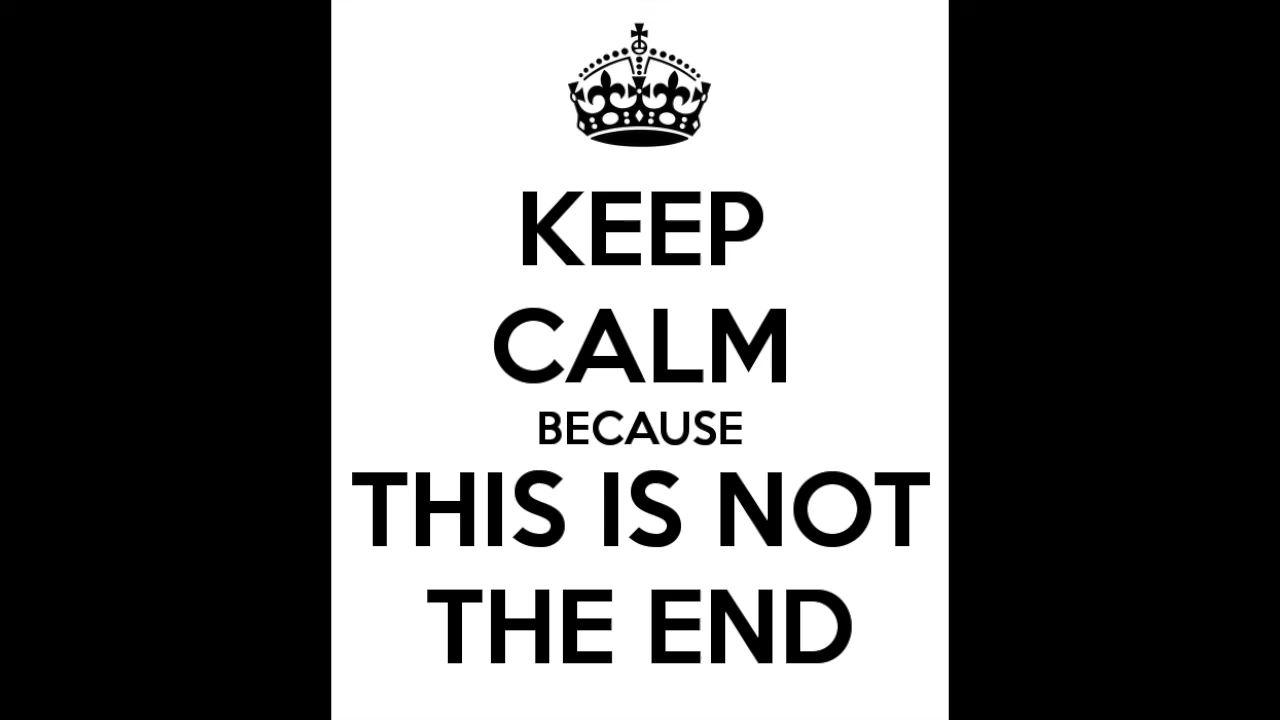 KEEP
CALM
BECAUSE
THIS IS NOT
THE END